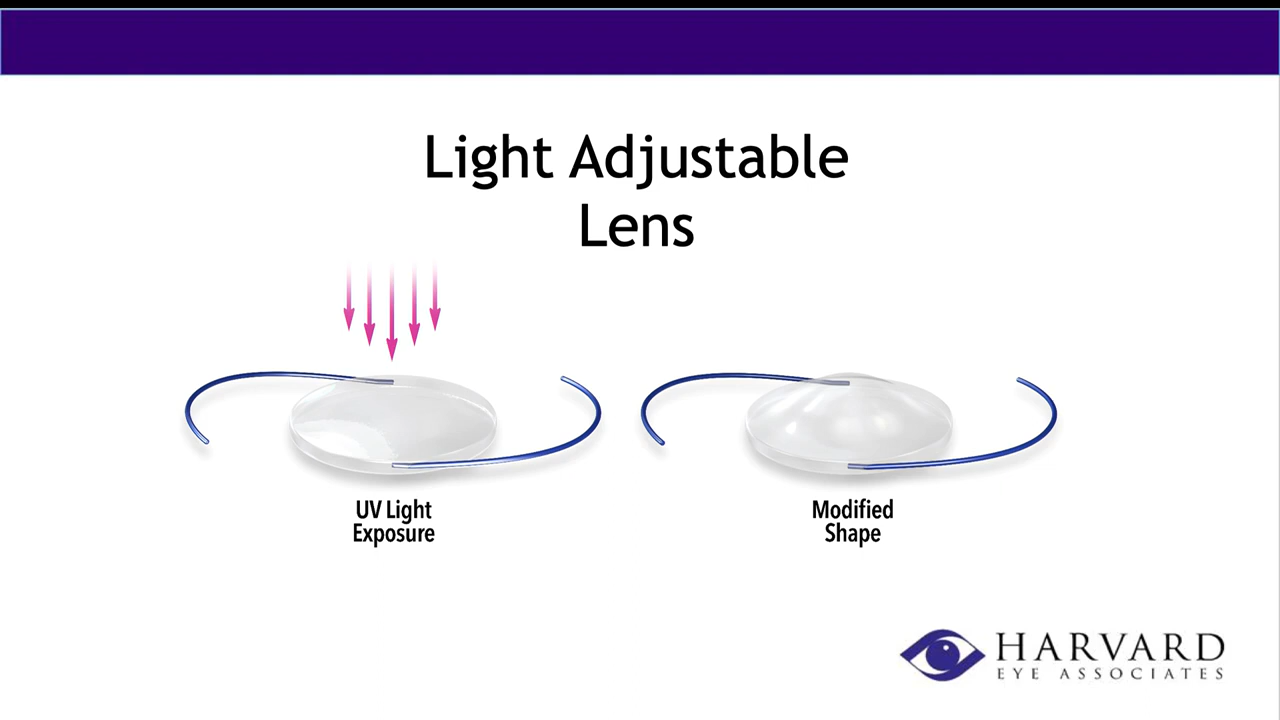 Light Adjustable
Lens
UV Light
Exposure
Modified
Shape
HARVARD
EYE ASSOCIATES